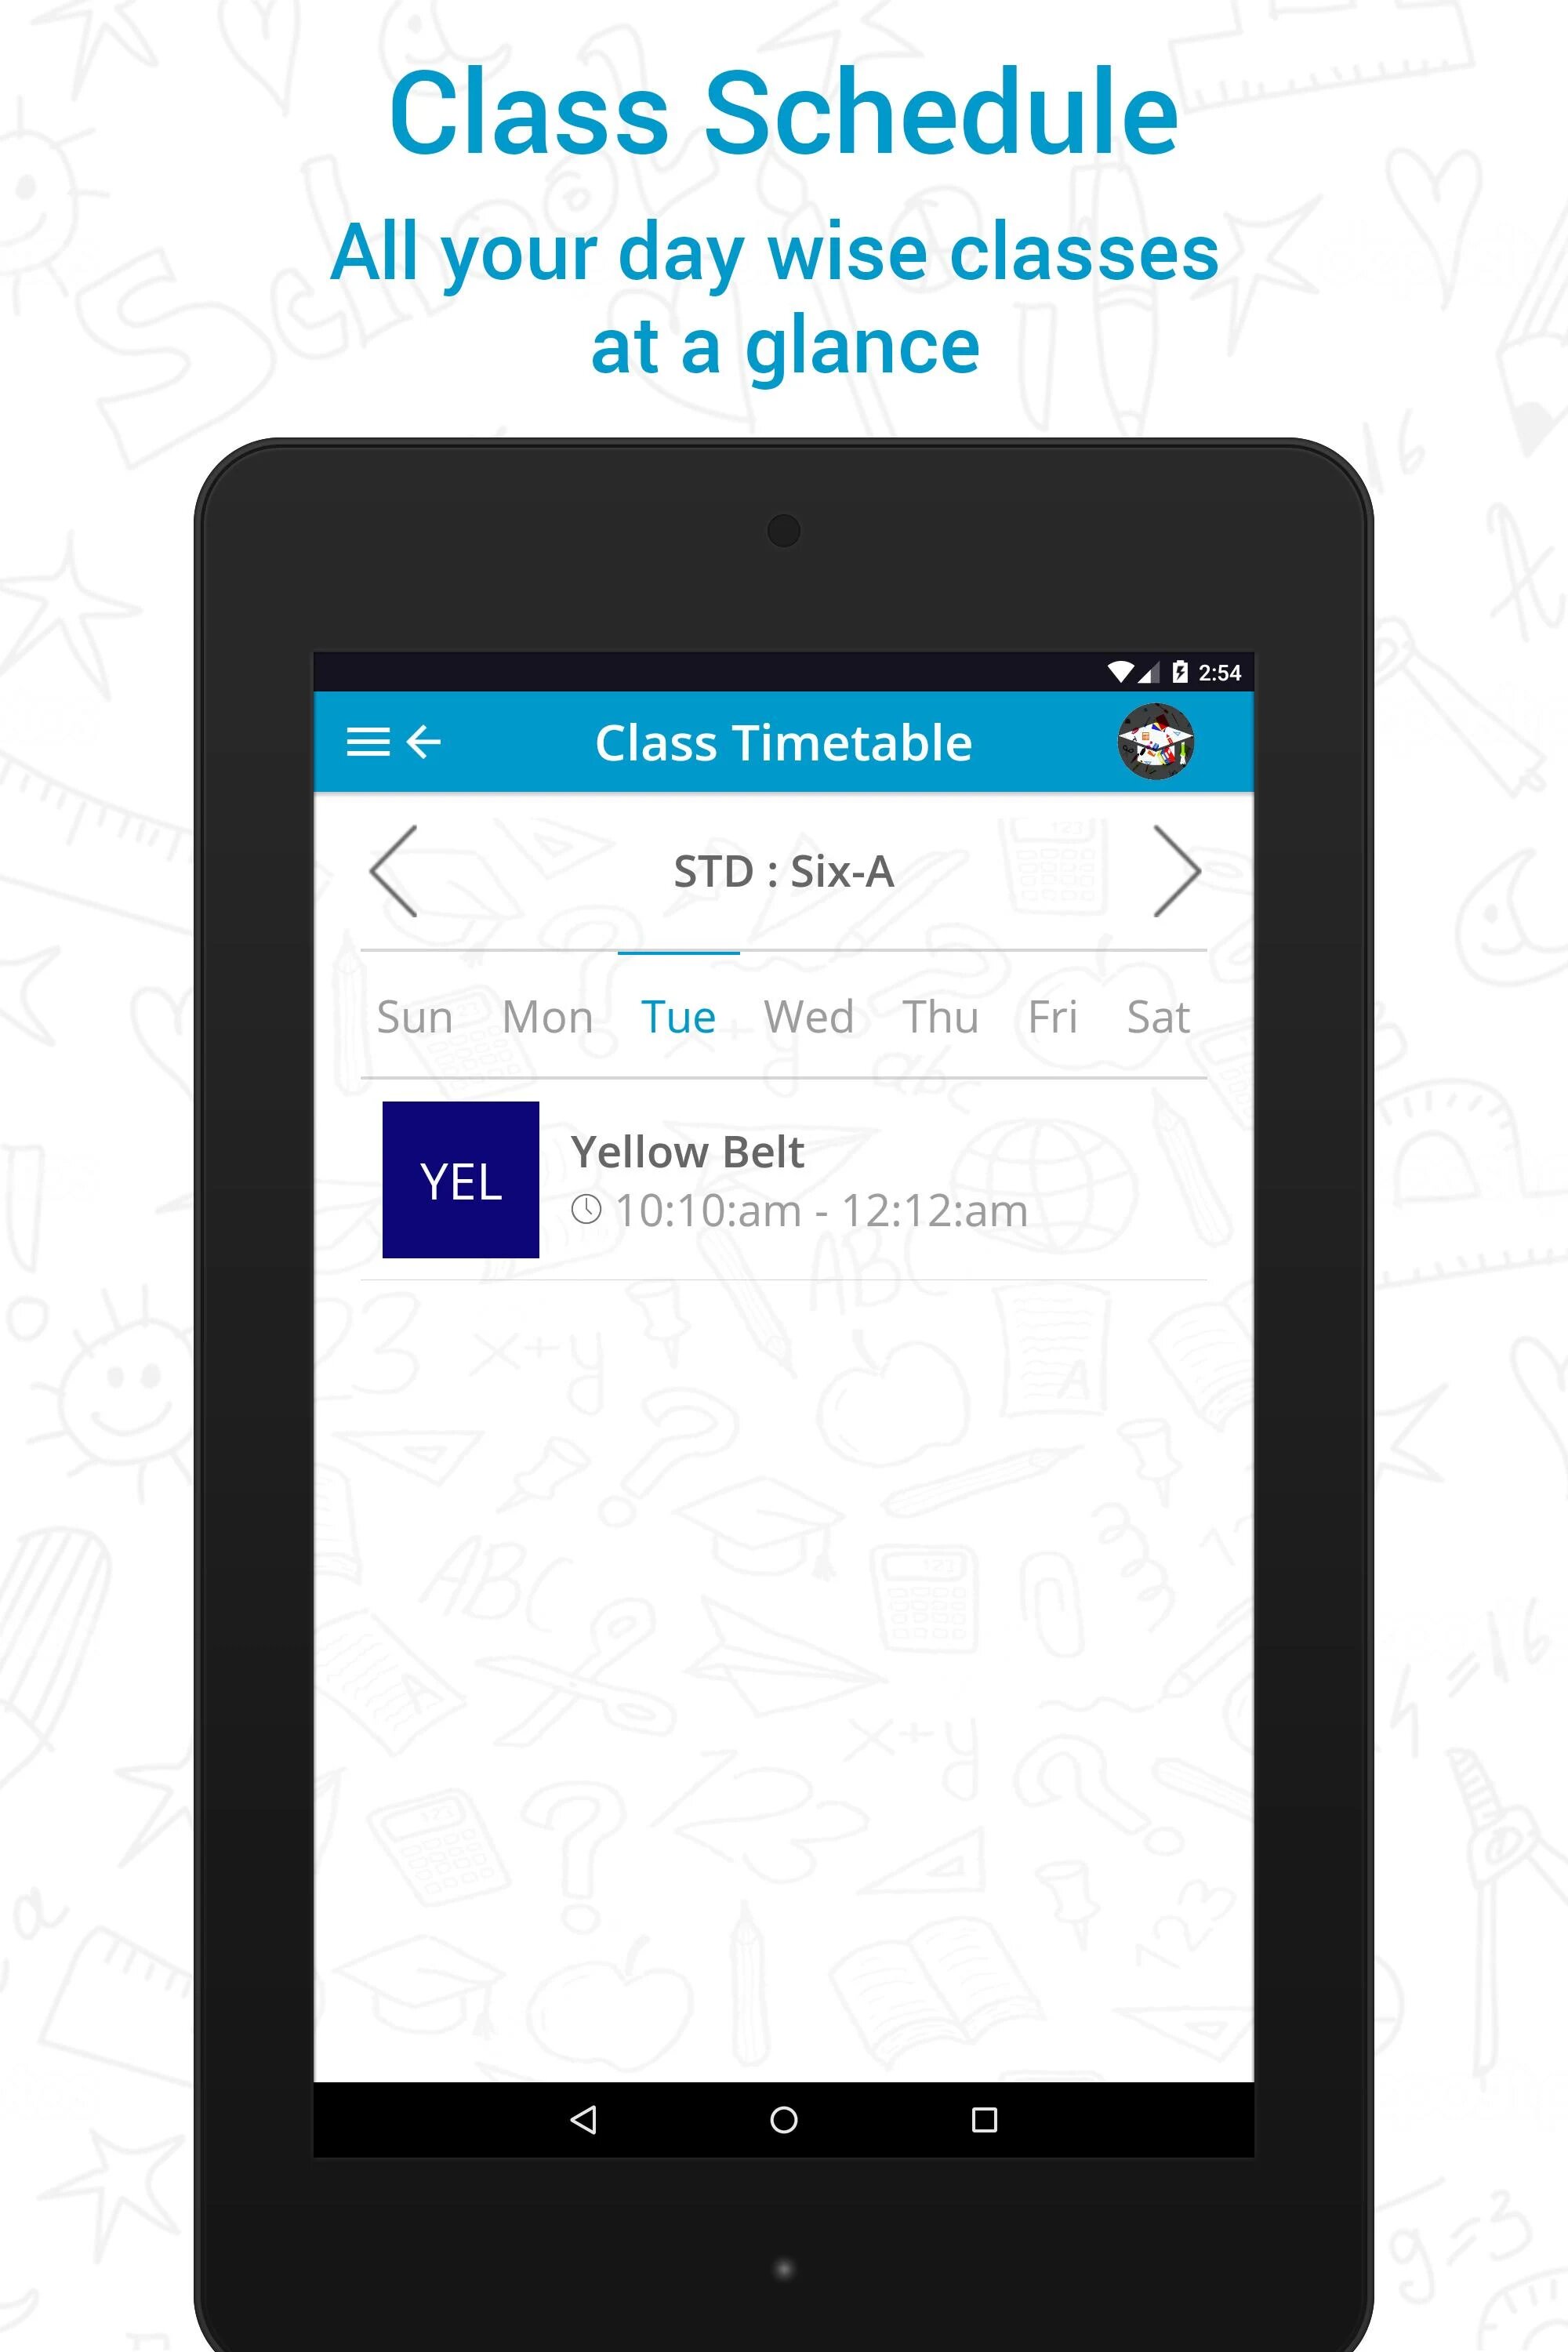 Class Schedule
All your day wise classes
at a glance
2:54
Class Timetable
STD : Six-A
Sun Mon Tue Wed Thu Fri Sat
YEL
Yellow Belt
10:10:am - 12:12:am